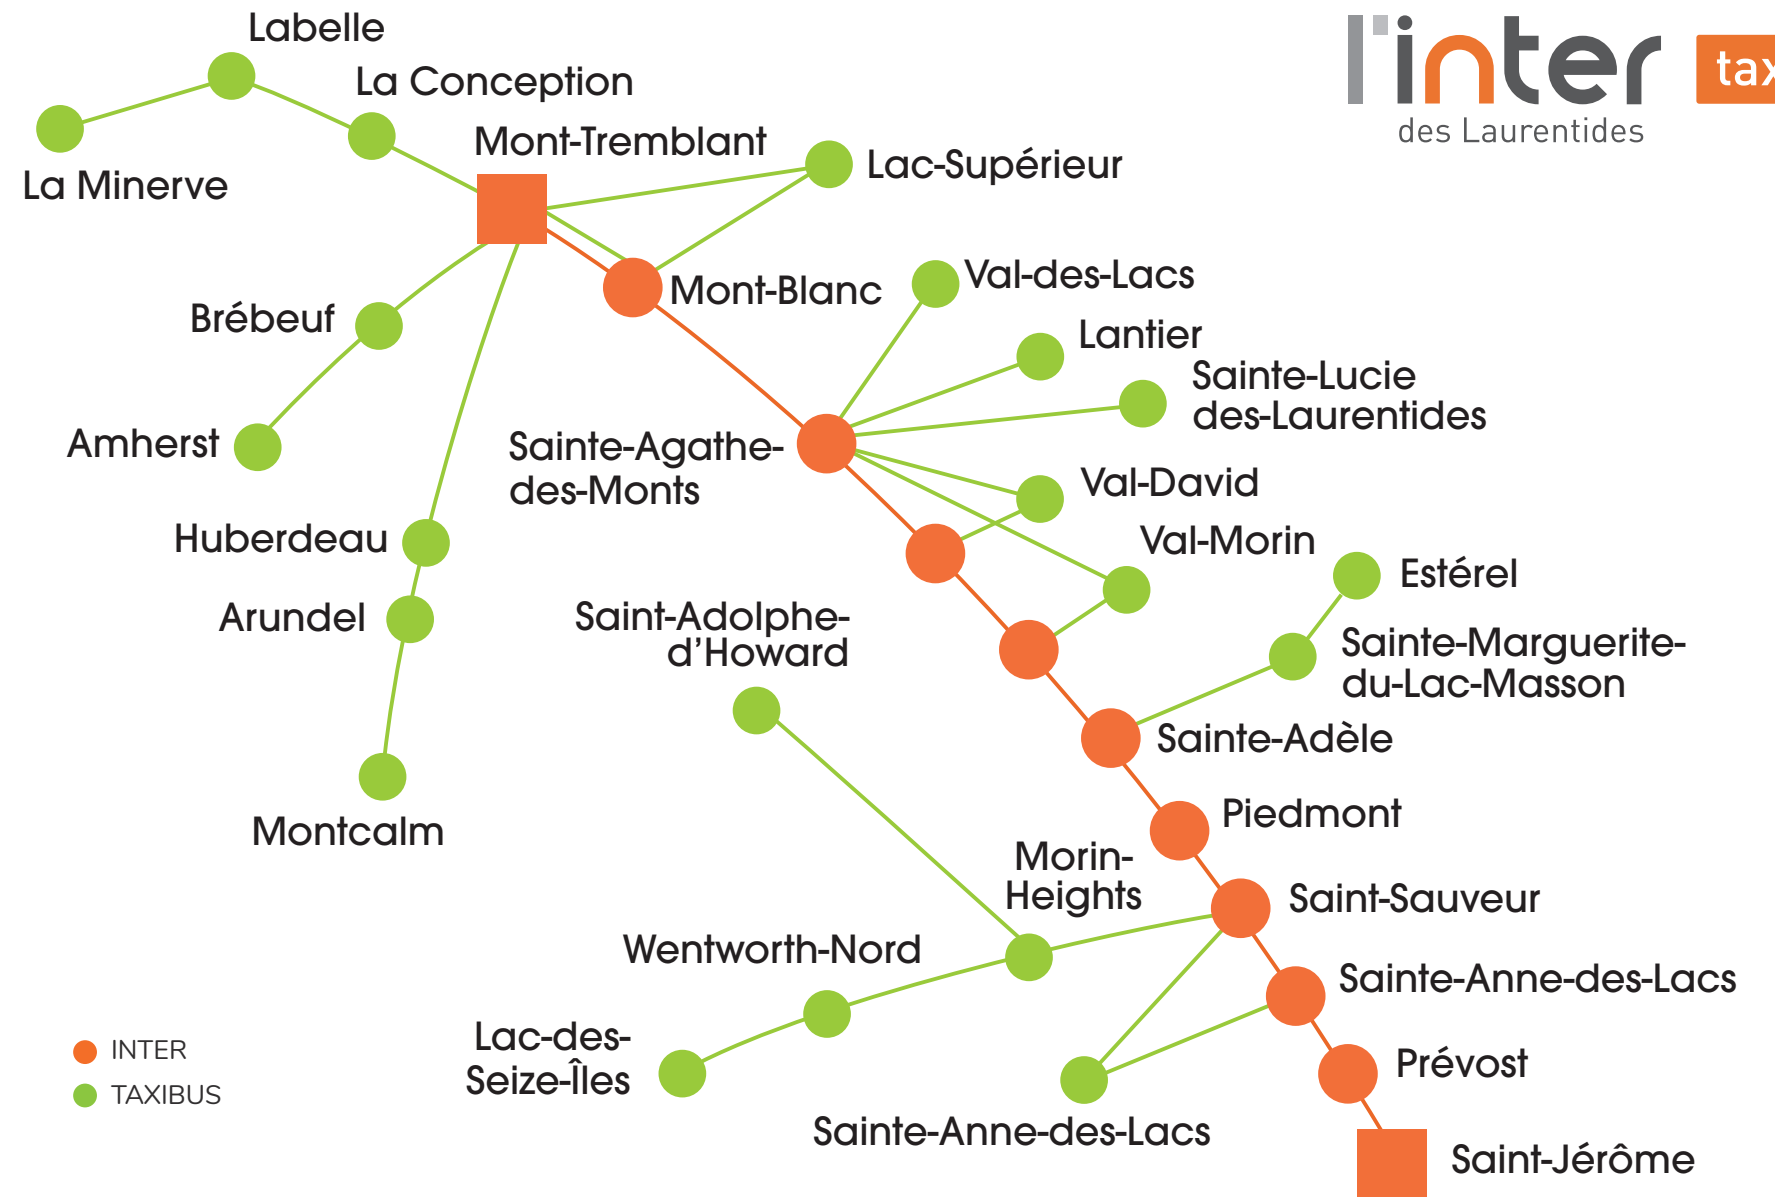 Labelle
La Conception
l'inter
des Laurentides
Mont-Tremblant
Lac-Supérieur
La Minerve
Val-des-Lacs
Mont-Blanc
Brébeuf
Lantier
Sainte-Lucie
des-Laurentides
Amherst
Sainte-Agathe-
des-Monts
Val-David
Huberdeau
Val-Morin
Estérel
Arundel
Saint-Adolphe-
d’Howard
Sainte-Marguerite-
du-Lac-Masson
Sainte-Adèle
Montcalm
Piedmont
Morin-
Heights
Saint-Sauveur
Wentworth-Nord
Sainte-Anne-des-Lacs
Lac-des-
Seize-Îles
INTER
TAXIBUS
Prévost
Sainte-Anne-des-Lacs
Saint-Jérôme